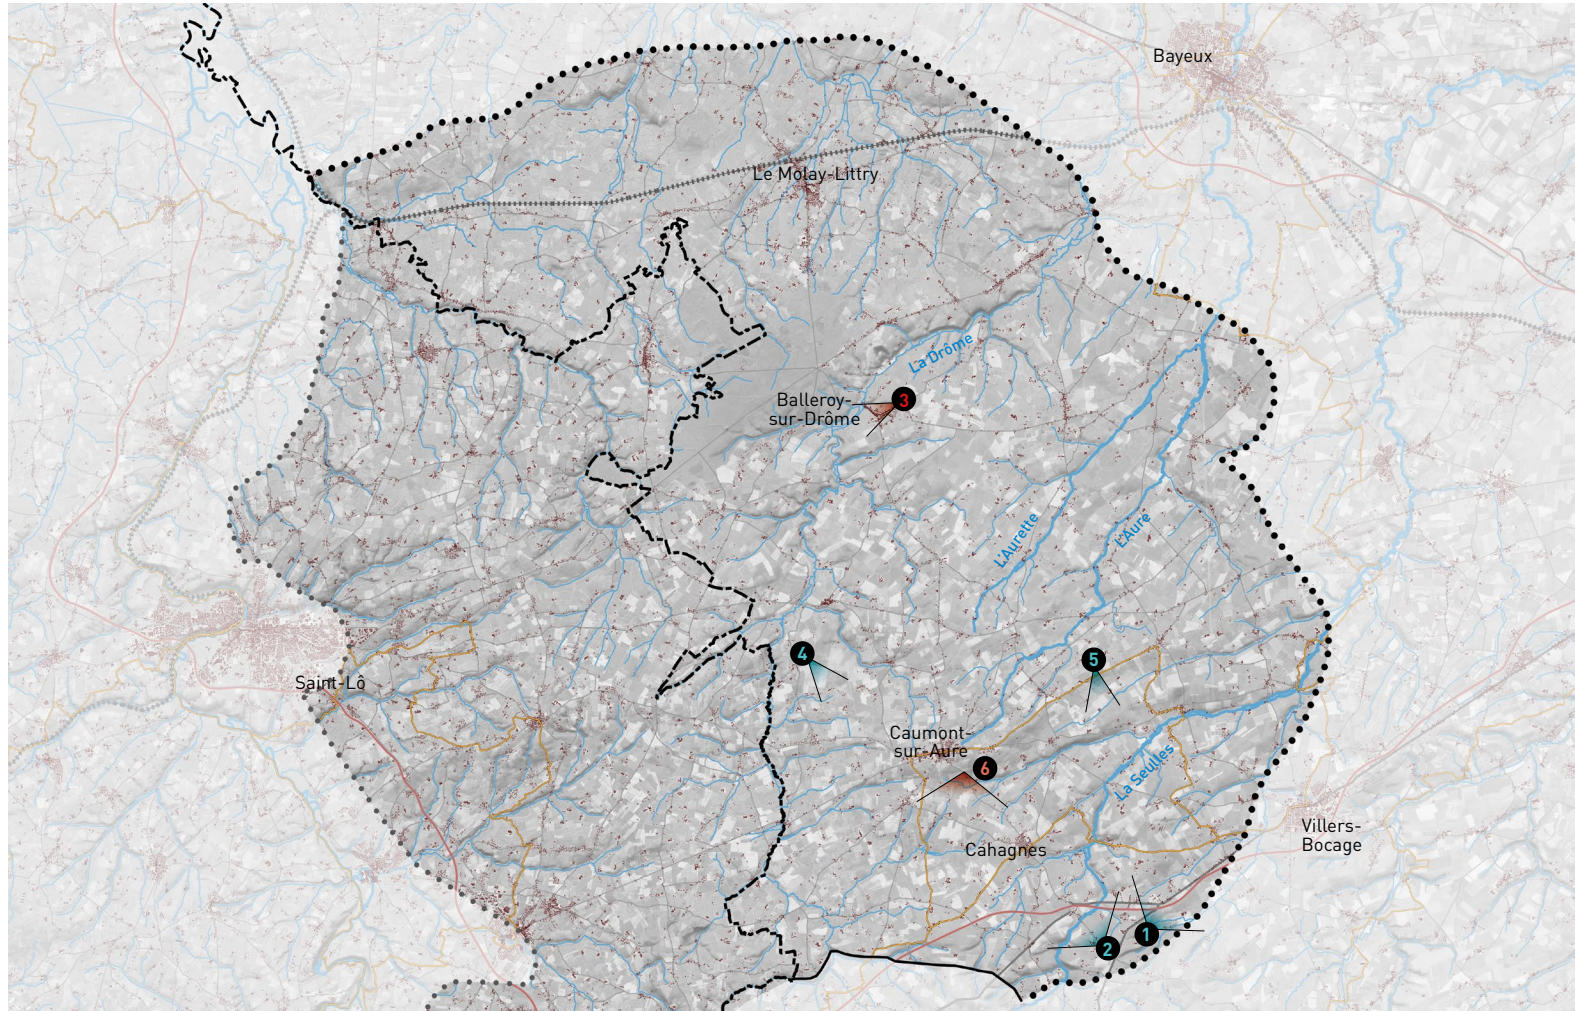 Bayeux
Le Molay-Littry
La Drôme
Balleroy-
sur-Drôme
3
L'Aurette
L'Aure
4
5
Saint-Lô
Caumont-
sur-Aure
6
La Seulles
Villers-
Bocage
Cahagnes
1
2